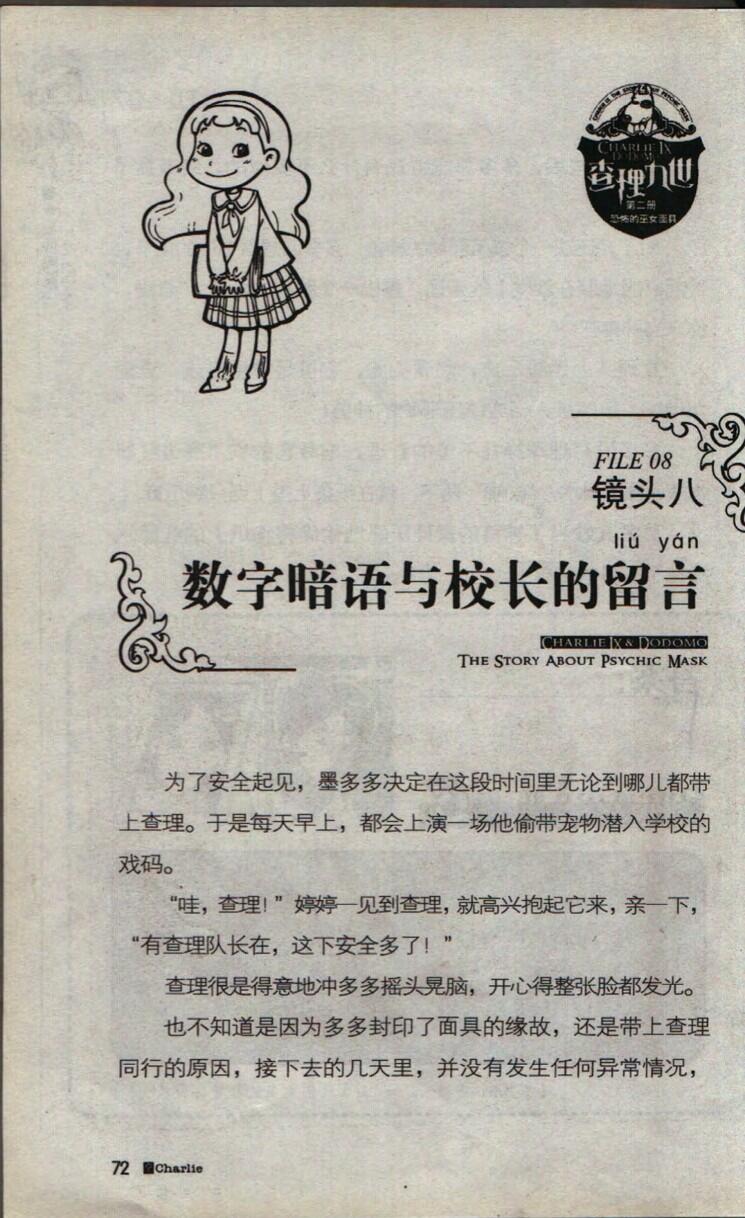 CHARLIE IX
DODOMO
查理九世
第二册
恐怖的巫女面具
FILE 08
镜头八
liú yán
数字暗语与校长的留言
CHARLIE IX & DODOMO
THE STORY ABOUT PSYCHIC MASK
为了安全起见，墨多多决定在这段时间里无论到哪儿都带
上查理。于是每天早上，都会上演一场他偷带宠物潜入学校的
戏码。
“哇，查理！”婷婷一见到查理，就高兴抱起它来，亲一下，
“有查理队长在，这下安全多了！”
查理很是得意地冲多多摇头晃脑，开心得整张脸都发光。
也不知道是因为多多封印了面具的缘故，还是带上查理
同行的原因，接下去的几天里，并没有发生任何异常情况，
72 Charlie